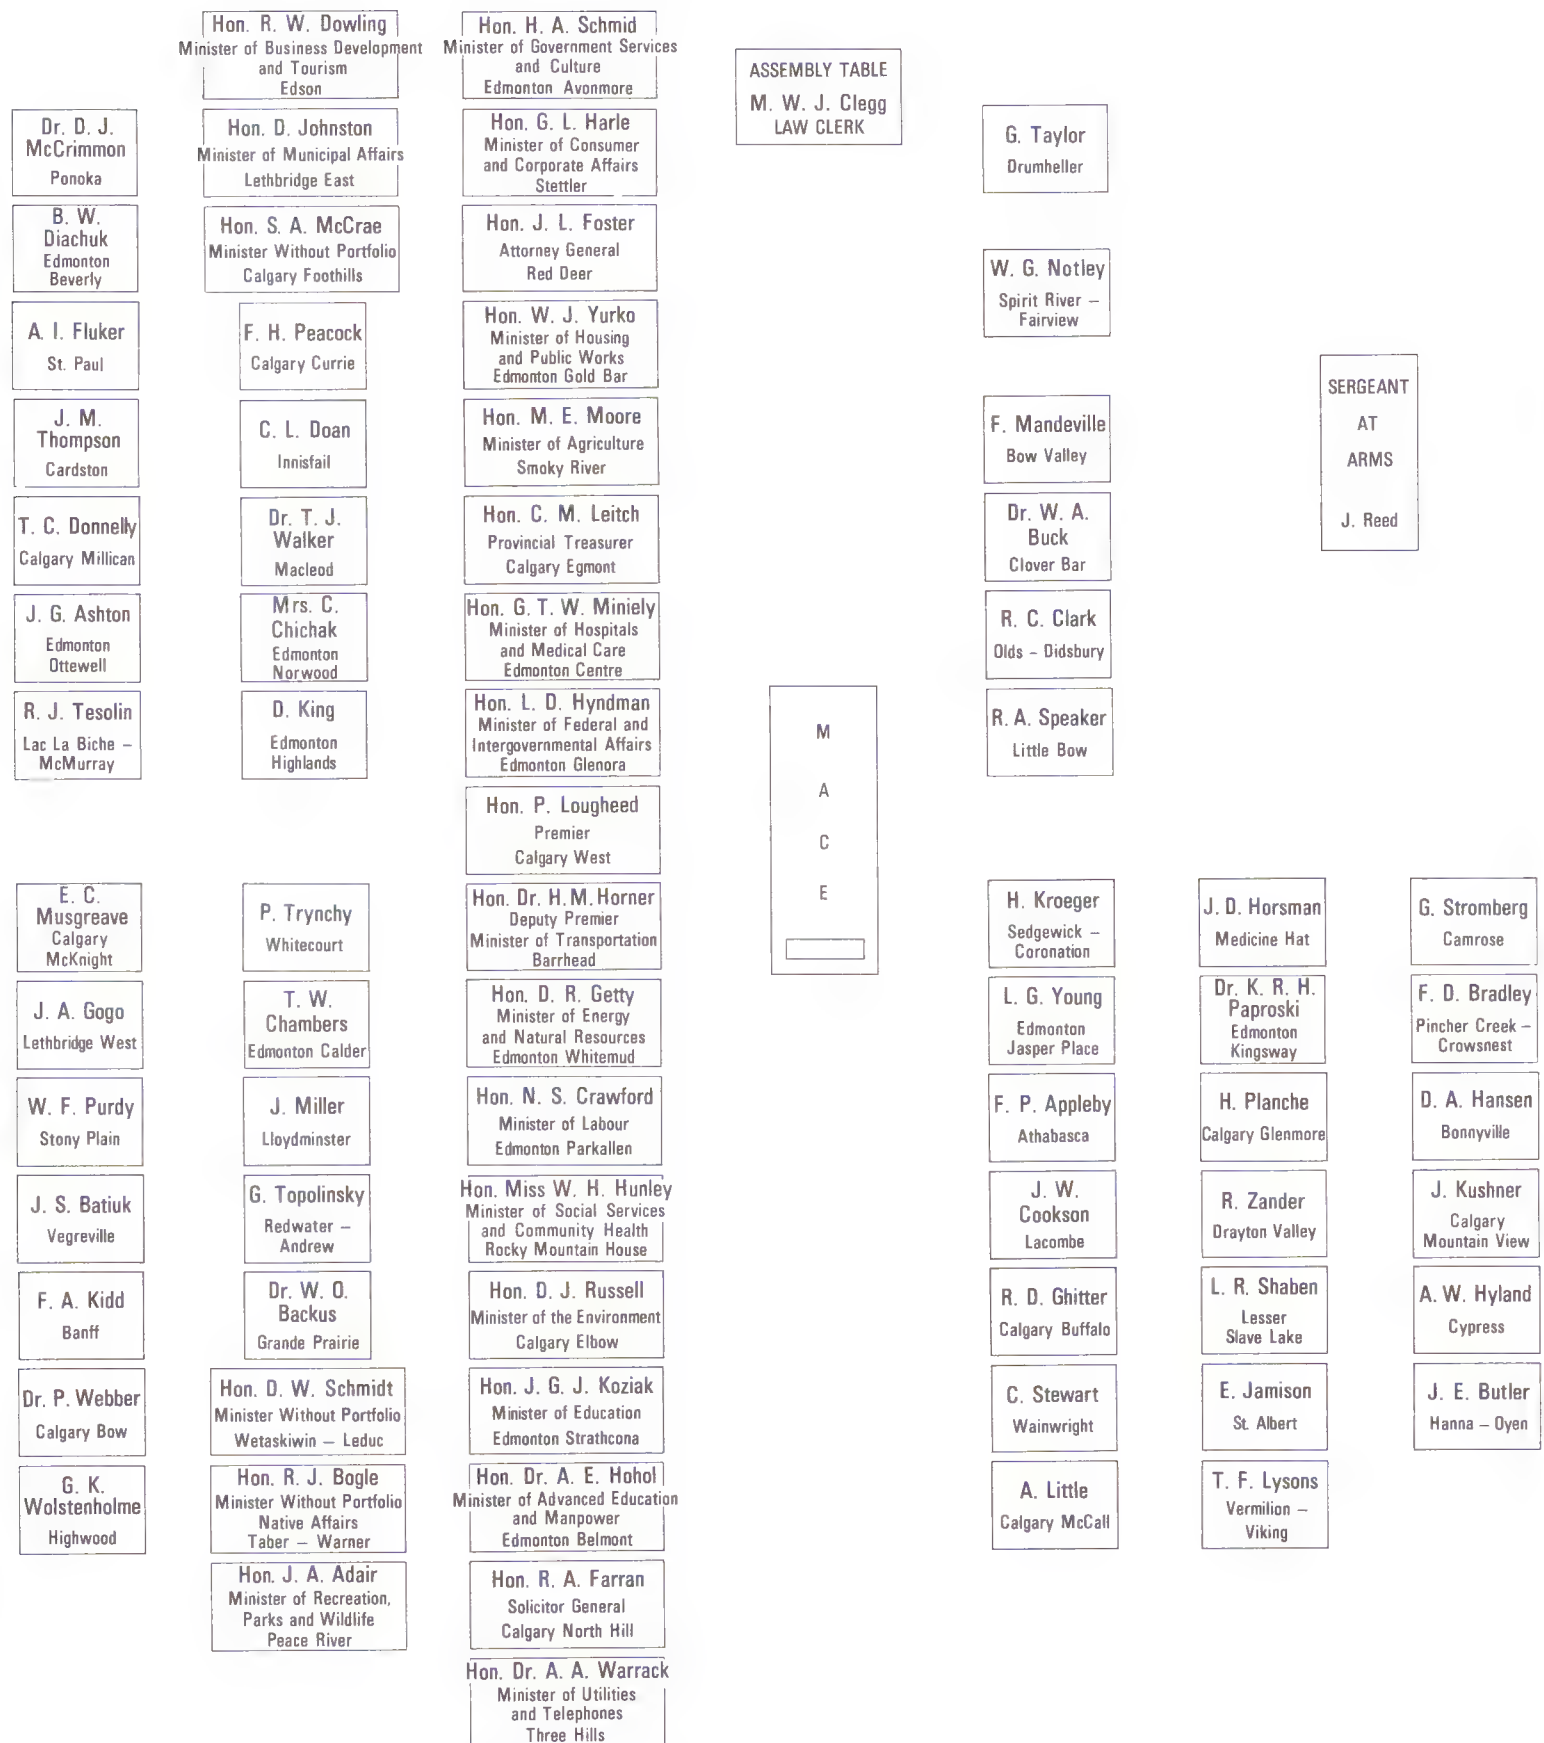 Hon. R. W. Dowling
Minister of Business Development
and Tourism
Edson
Hon. H. A. Schmid
Minister of Government Services
and Culture
Edmonton Avonmore
ASSEMBLY TABLE
M. W. J. Clegg
LAW CLERK
Dr. D. J.
McCrimmon
Ponoka
Hon. D. Johnston
Minister of Municipal Affairs
Lethbridge East
Hon. G. L. Harle
Minister of Consumer
and Corporate Affairs
Stettler
G. Taylor
Drumheller
B. W.
Diachuk
Edmonton
Beverly
Hon. S. A. McCrae
Minister Without Portfolio
Calgary Foothills
Hon. J. L. Foster
Attorney General
Red Deer
W. G. Notley
Spirit River –
Fairview
A. I. Fluker
St. Paul
F. H. Peacock
Calgary Currie
Hon. W. J. Yurko
Minister of Housing
and Public Works
Edmonton Gold Bar
SERGEANT
AT
ARMS
J. Reed
J. M.
Thompson
Cardston
C. L. Doan
Innisfail
Hon. M. E. Moore
Minister of Agriculture
Smoky River
F. Mandeville
Bow Valley
T. C. Donnelly
Calgary Millican
Dr. T. J.
Walker
Macleod
Hon. C. M. Leitch
Provincial Treasurer
Calgary Egmont
Dr. W. A.
Buck
Clover Bar
J. G. Ashton
Edmonton
Ottewell
Mrs. C.
Chichak
Edmonton
Norwood
Hon. G. T. W. Miniely
Minister of Hospitals
and Medical Care
Edmonton Centre
R. C. Clark
Olds – Didsbury
R. J. Tesolin
Lac La Biche –
McMurray
D. King
Edmonton
Highlands
Hon. L. D. Hyndman
Minister of Federal and
Intergovernmental Affairs
Edmonton Glenora
M
A
C
E
R. A. Speaker
Little Bow
Hon. P. Lougheed
Premier
Calgary West
E. C.
Musgreave
Calgary
McKnight
P. Trynchy
Whitecourt
Hon. Dr. H. M. Horner
Deputy Premier
Minister of Transportation
Barrhead
H. Kroeger
Sedgewick –
Coronation
J. D. Horsman
Medicine Hat
G. Stromberg
Camrose
J. A. Gogo
Lethbridge West
T. W.
Chambers
Edmonton Calder
Hon. D. R. Getty
Minister of Energy
and Natural Resources
Edmonton Whitemud
L. G. Young
Edmonton
Jasper Place
Dr. K. R. H.
Paproski
Edmonton
Kingsway
F. D. Bradley
Pincher Creek –
Crowsnest
W. F. Purdy
Stony Plain
J. Miller
Lloydminster
Hon. N. S. Crawford
Minister of Labour
Edmonton Parkallen
F. P. Appleby
Athabasca
H. Planche
Calgary Glenmore
D. A. Hansen
Bonnyville
J. S. Batiuk
Vegreville
G. Topolinsky
Redwater –
Andrew
Hon. Miss W. H. Hunley
Minister of Social Services
and Community Health
Rocky Mountain House
J. W.
Cookson
Lacombe
R. Zander
Drayton Valley
J. Kushner
Calgary
Mountain View
F. A. Kidd
Banff
Dr. W. O.
Backus
Grande Prairie
Hon. D. J. Russell
Minister of the Environment
Calgary Elbow
R. D. Ghitter
Calgary Buffalo
L. R. Shaben
Lesser
Slave Lake
A. W. Hyland
Cypress
Dr. P. Webber
Calgary Bow
Hon. D. W. Schmidt
Minister Without Portfolio
Wetaskiwin – Leduc
Hon. J. G. J. Koziak
Minister of Education
Edmonton Strathcona
C. Stewart
Wainwright
E. Jamison
St. Albert
J. E. Butler
Hanna – Oyen
G. K.
Wolstenholme
Highwood
Hon. R. J. Bogle
Minister Without Portfolio
Native Affairs
Taber – Warner
Hon. Dr. A. E. Hohol
Minister of Advanced Education
and Manpower
Edmonton Belmont
A. Little
Calgary McCall
T. F. Lysons
Vermilion –
Viking
Hon. J. A. Adair
Minister of Recreation,
Parks and Wildlife
Peace River
Hon. R. A. Farran
Solicitor General
Calgary North Hill
Hon. Dr. A. A. Warrack
Minister of Utilities
and Telephones
Three Hills